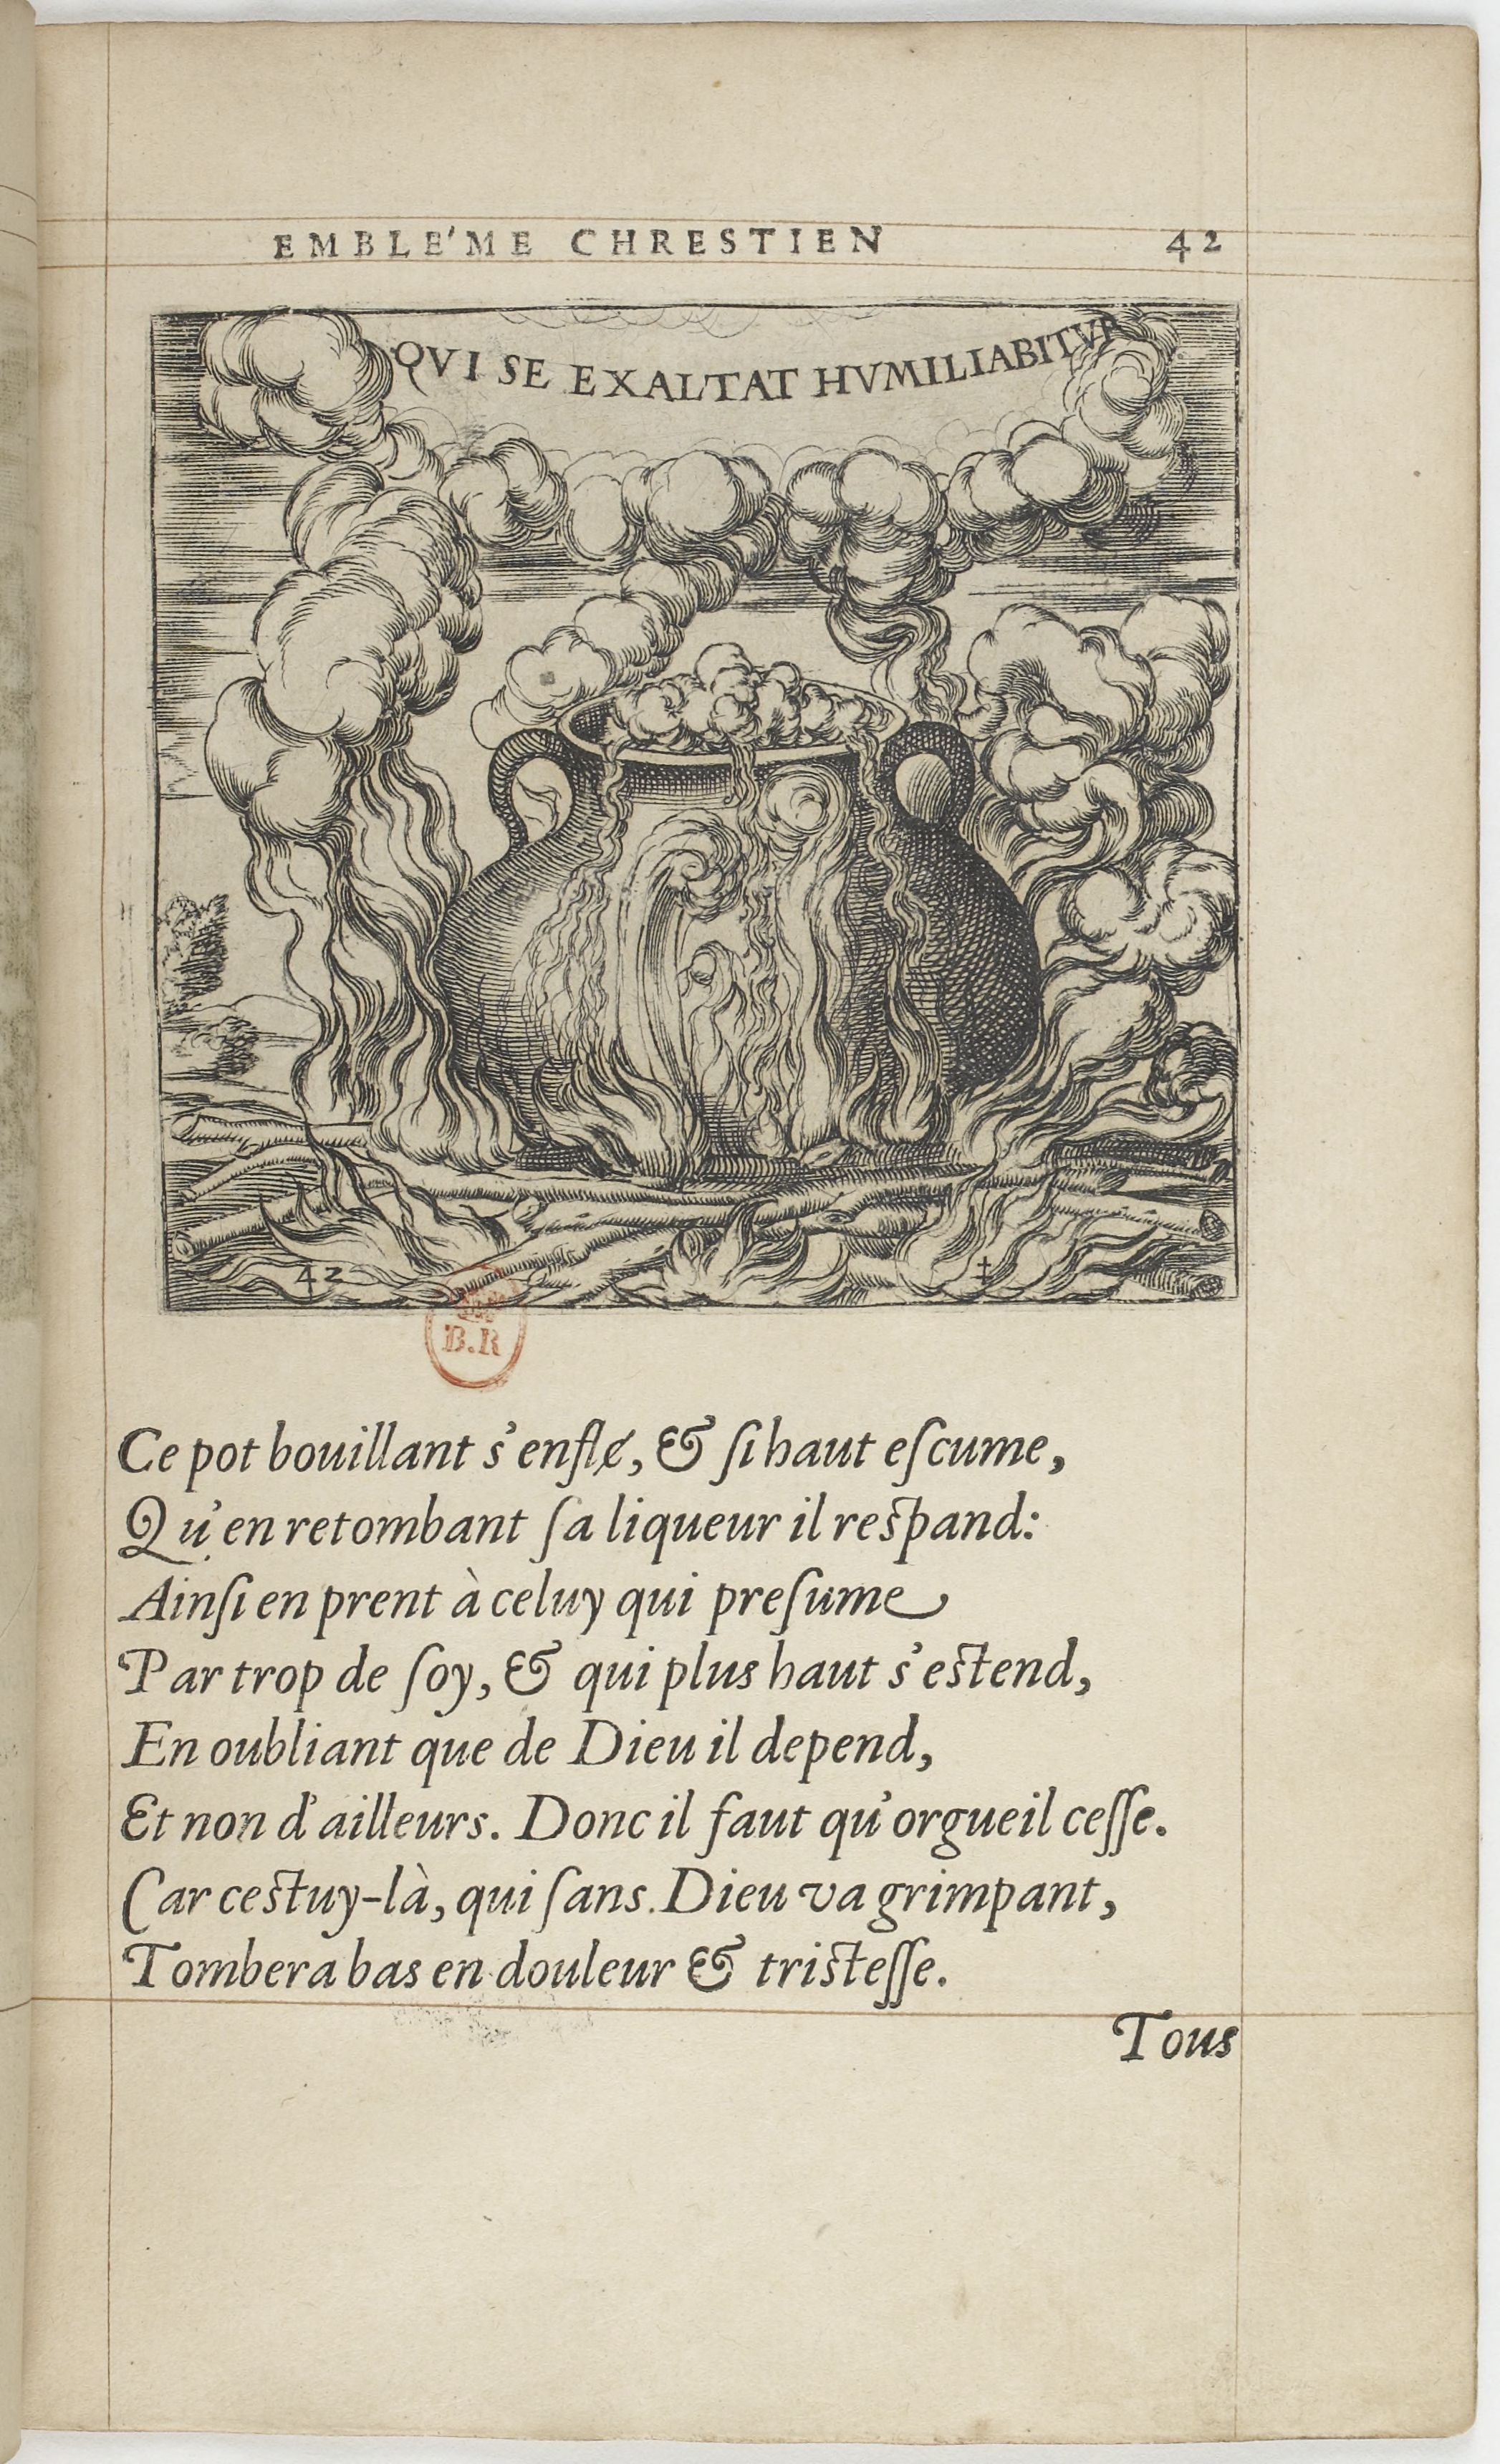 EMBLE'ME CHRESTIEN 42
QVI SE EXALTAT HVMILIABITVR
42
‡
B.R
Ce pot bouillant s'enfle, & ſi haut eſcume,
Qu'en retombant ſa liqueur il reſpand:
Ainſi en prent à celuy qui preſume
Par trop de ſoy, & qui plus haut s'eſtend,
En oubliant que de Dieu il depend,
Et non d'ailleurs. Donc il faut qu'orgueil ceſſe.
Car ceſtuy-là, qui ſans Dieu va grimpant,
Tombera bas en douleur & triſteſſe.
Tous